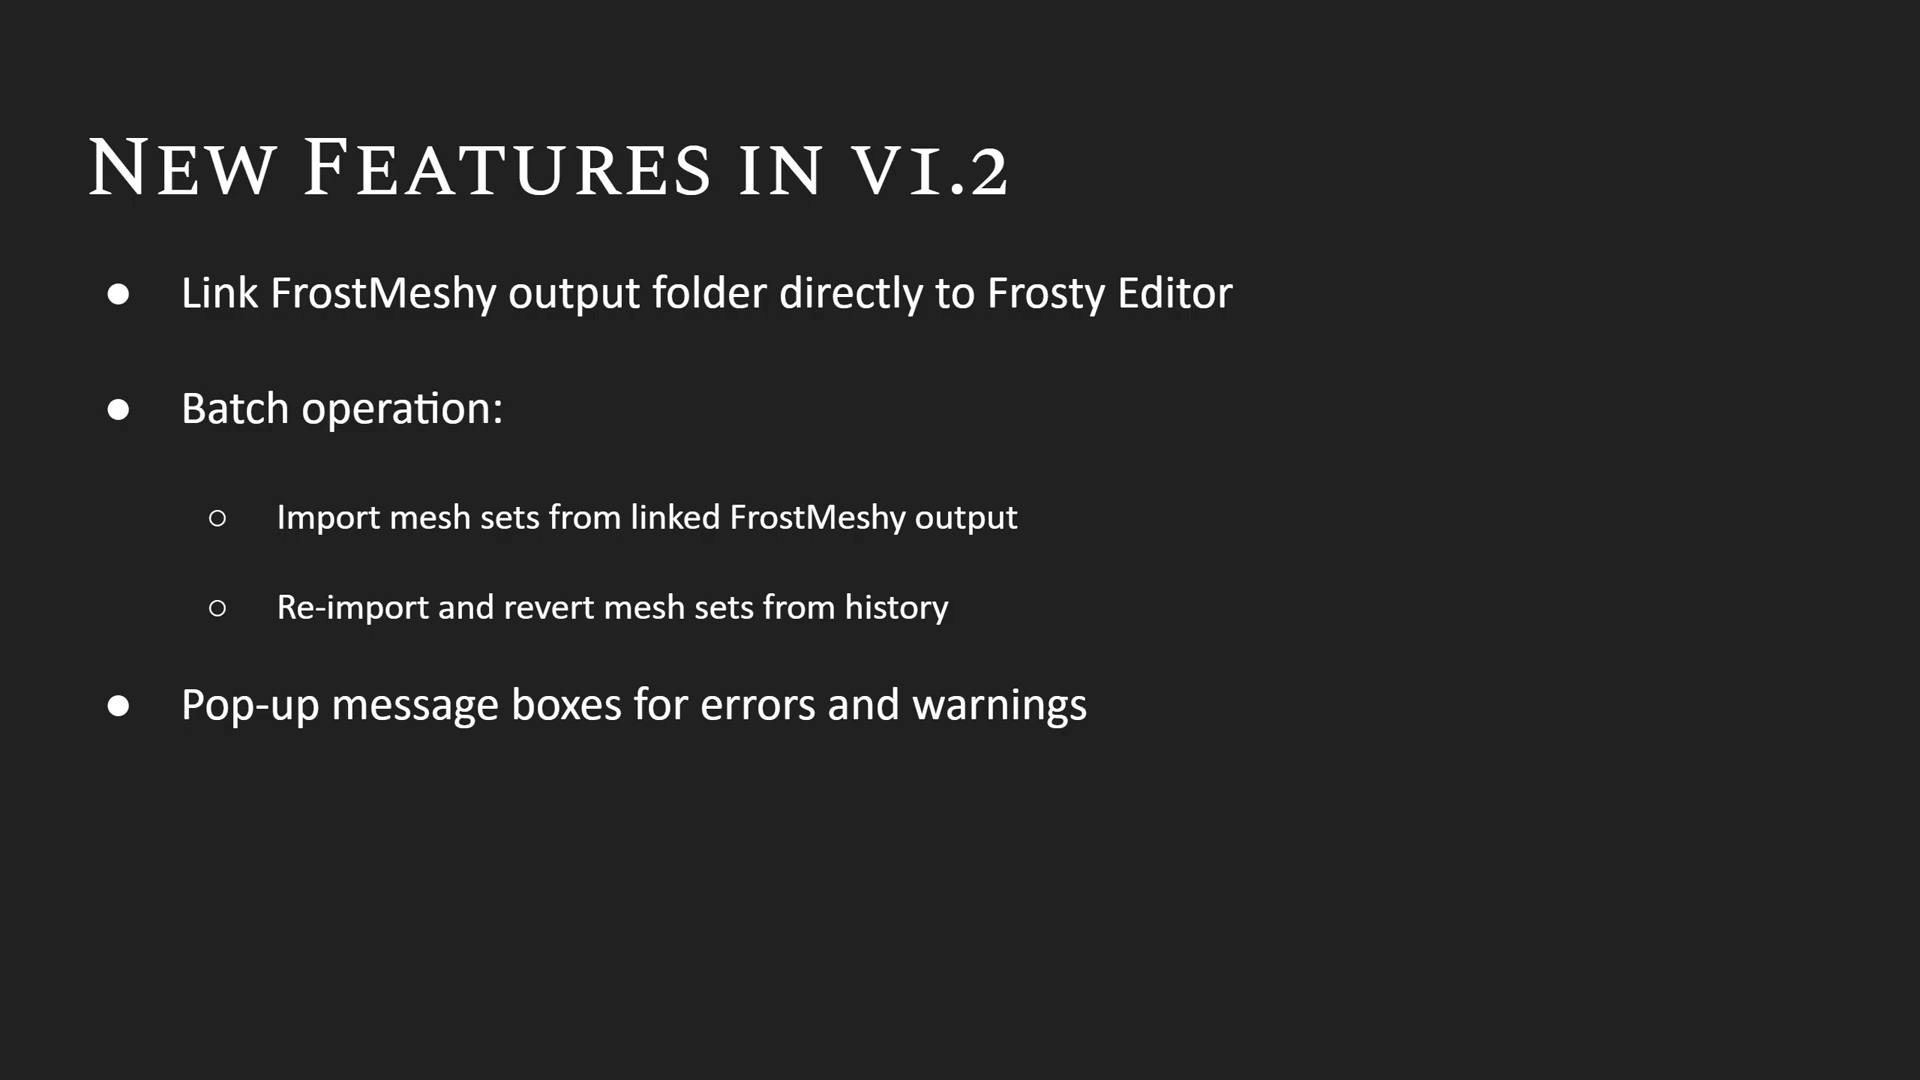 New Features in v1.2
● Link FrostMeshy output folder directly to Frosty Editor
● Batch operation:
○ Import mesh sets from linked FrostMeshy output
○ Re-import and revert mesh sets from history
● Pop-up message boxes for errors and warnings